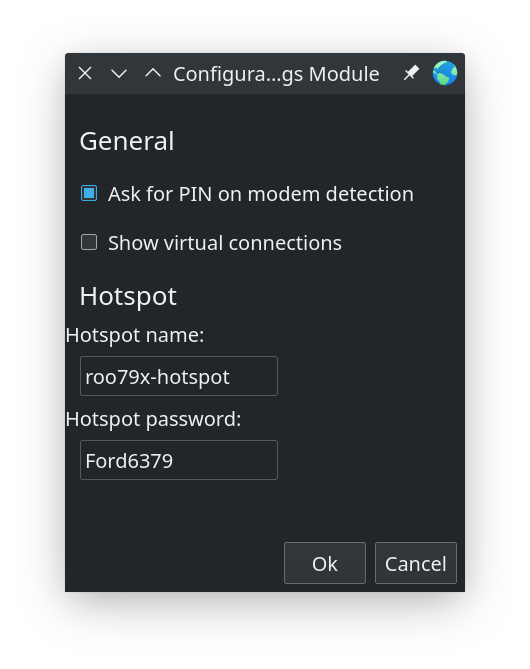 Configura...gs Module
General
Ask for PIN on modem detection
Show virtual connections
Hotspot
Hotspot name:
roo79x-hotspot
Hotspot password:
Ford6379
Ok Cancel